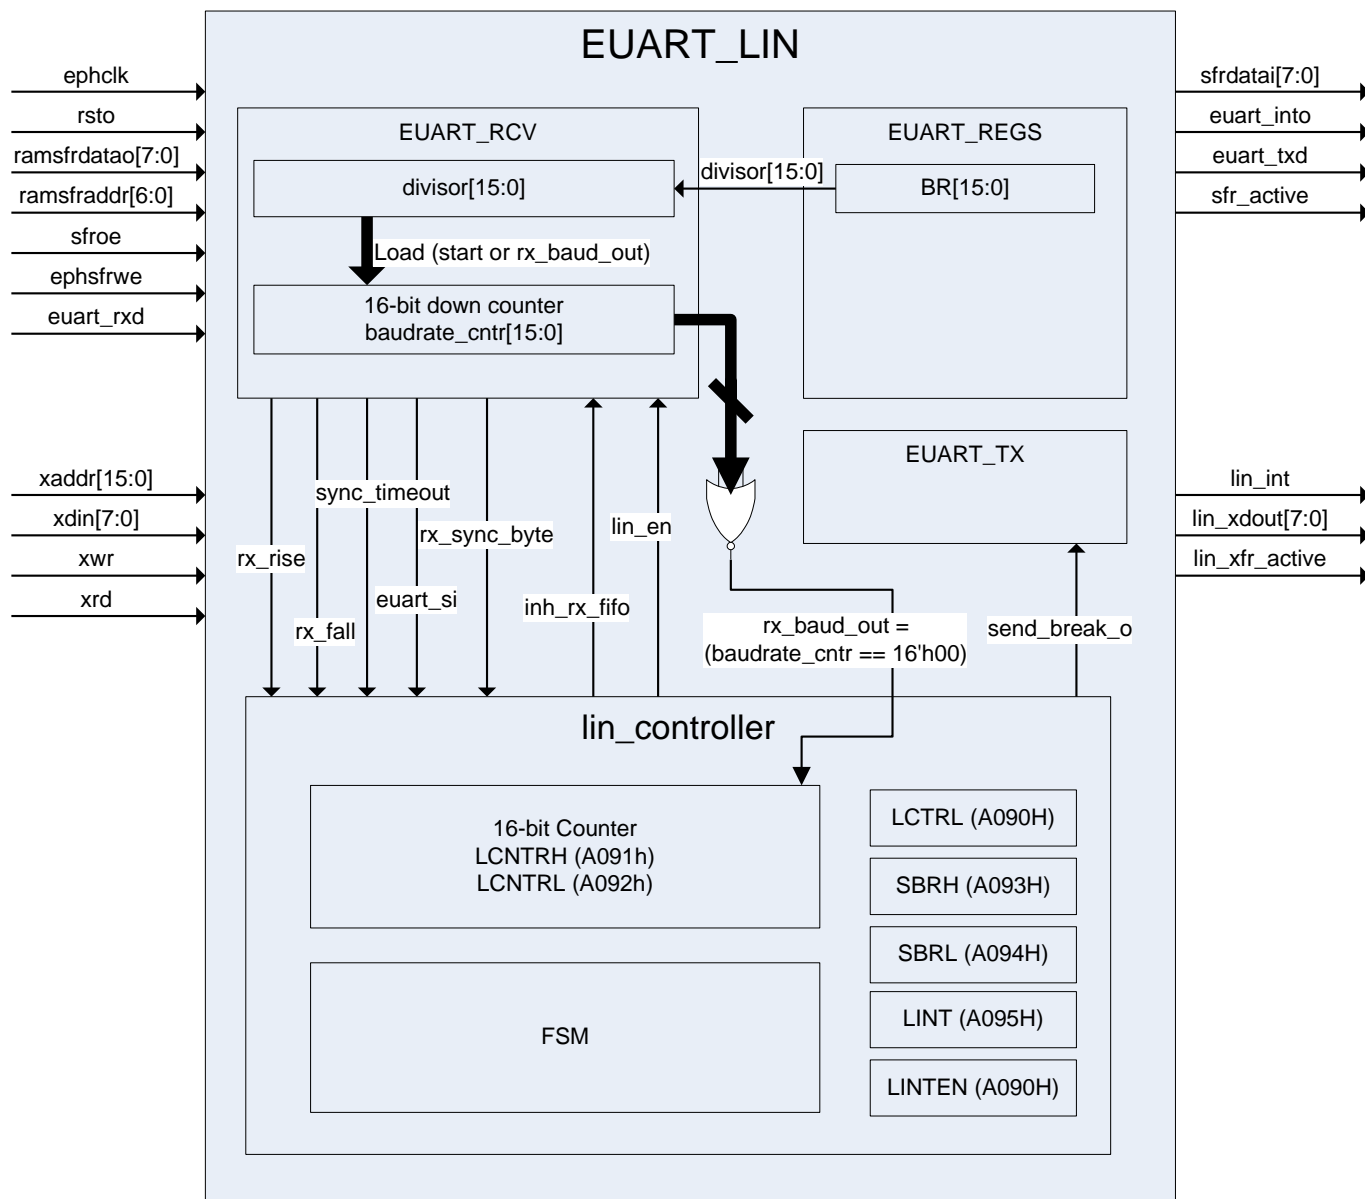 EUART_LIN
ephclk
rsto
ramsfrdatao[7:0]
ramsfraddr[6:0]
sfroe
ephsfrwe
euart_rxd
xaddr[15:0]
xdin[7:0]
xwr
xrd
EUART_RCV
divisor[15:0]
Load (start or rx_baud_out)
16-bit down counter
baudrate_cntr[15:0]
divisor[15:0]
EUART_REGS
BR[15:0]
EUART_TX
sfrdatai[7:0]
euart_into
euart_txd
sfr_active
lin_int
lin_xdout[7:0]
lin_xfr_active
sync_timeout
rx_sync_byte
lin_en
rx_rise
euart_si
inh_rx_fifo
rx_fall
rx_baud_out =
(baudrate_cntr == 16'h00)
send_break_o
lin_controller
16-bit Counter
LCNTRH (A091h)
LCNTRL (A092h)
FSM
LCTRL (A090H)
SBRH (A093H)
SBRL (A094H)
LINT (A095H)
LINTEN (A090H)